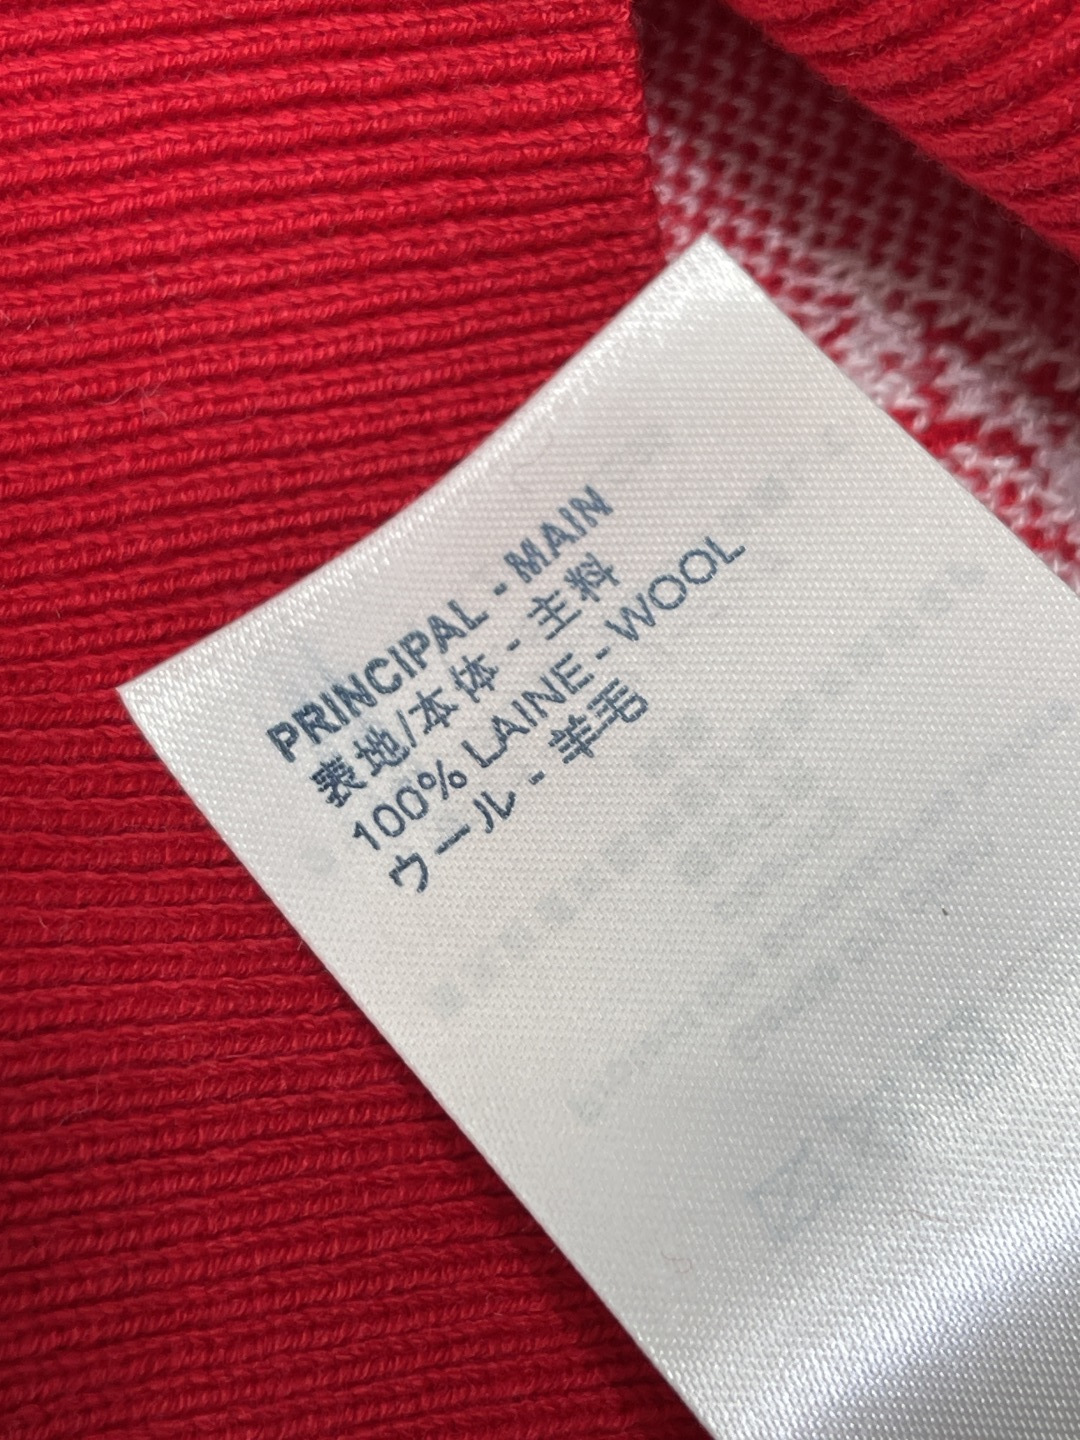 PRINCIPAL - MAIN
表地/本体 - 主料
100% LAINE - WOOL
ウール - 羊毛